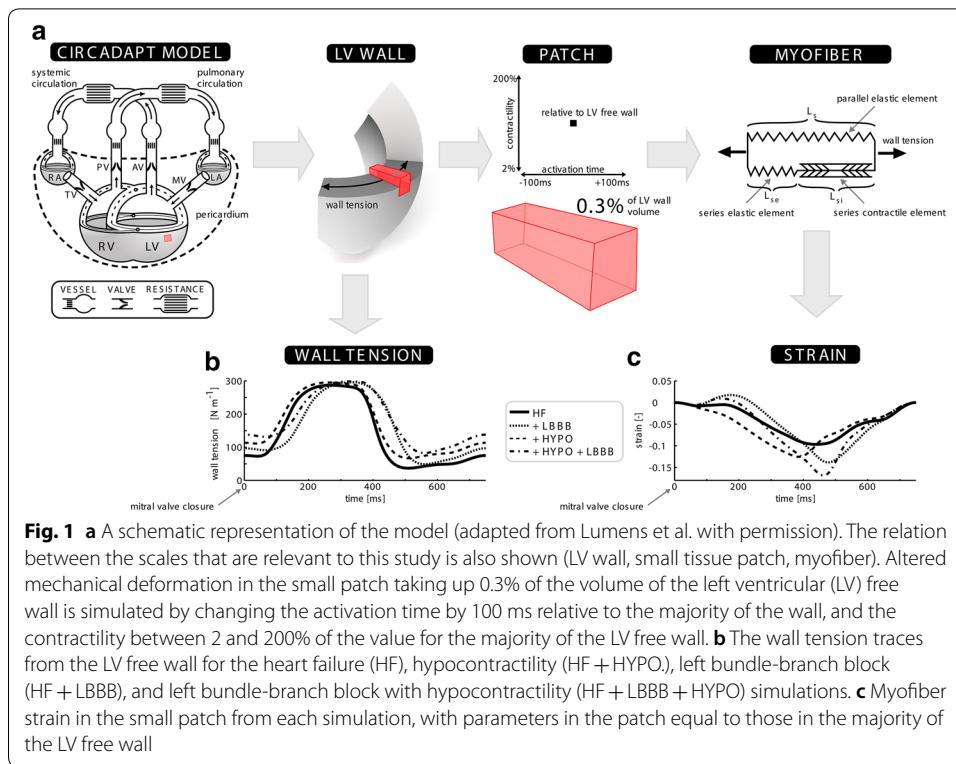 a
CIRCADAPT MODEL
LV WALL
PATCH
MYOFIBER
systemic circulation
pulmonary circulation
RA
TV
PV
AV
MV
LA
pericardium
RV
LV
VESSEL
VALVE
RESISTANCE
wall tension
200%
contractility
2%
relative to LV free wall
activation time
-100ms
+100ms
0.3% of LV wall volume
parallel elastic element
Ls
wall tension
Lse
Lsi
series elastic element
series contractile element
b
WALL TENSION
300
200
100
0
wall tension [N m-1]
0
200
400
600
time [ms]
mitral valve closure
HF
+ LBBB
+ HYPO
+ HYPO + LBBB
c
STRAIN
0.05
0
-0.05
-0.1
-0.15
strain [-]
0
200
400
600
time [ms]
mitral valve closure
Fig. 1 a A schematic representation of the model (adapted from Lumens et al. with permission). The relation
between the scales that are relevant to this study is also shown (LV wall, small tissue patch, myofiber). Altered
mechanical deformation in the small patch taking up 0.3% of the volume of the left ventricular (LV) free
wall is simulated by changing the activation time by 100 ms relative to the majority of the wall, and the
contractility between 2 and 200% of the value for the majority of the LV free wall. b The wall tension traces
from the LV free wall for the heart failure (HF), hypocontractility (HF + HYPO.), left bundle-branch block
(HF + LBBB), and left bundle-branch block with hypocontractility (HF + LBBB + HYPO) simulations. c Myofiber
strain in the small patch from each simulation, with parameters in the patch equal to those in the majority of
the LV free wall